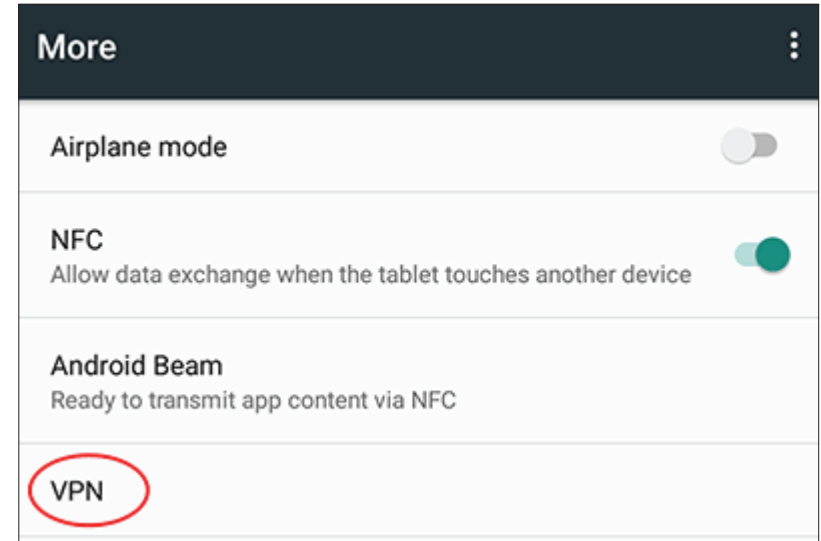 More
Airplane mode
NFC
Allow data exchange when the tablet touches another device
Android Beam
Ready to transmit app content via NFC
VPN